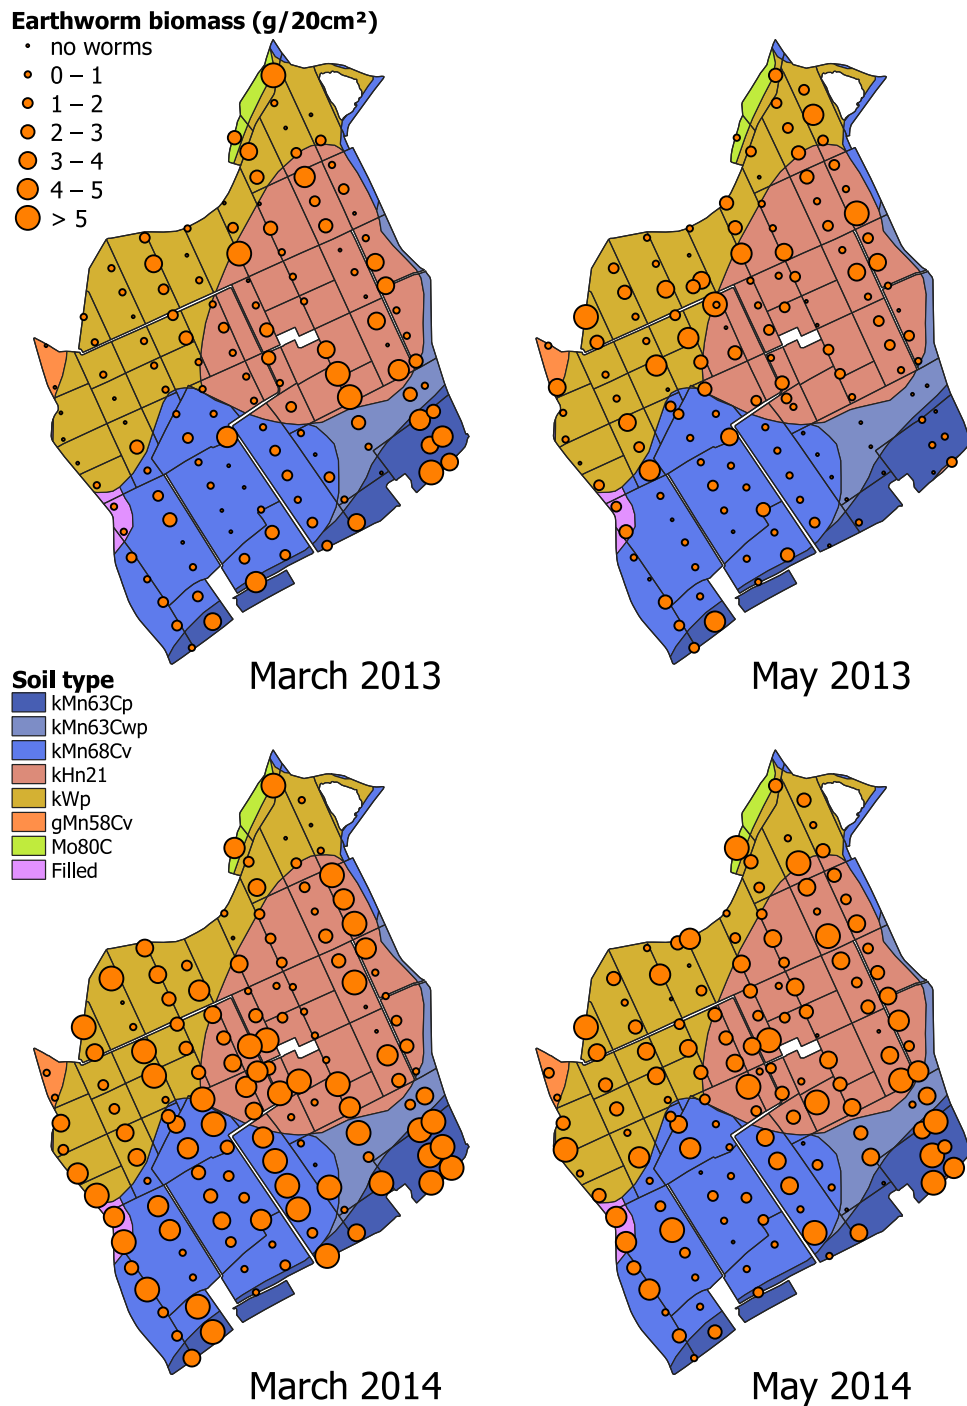 Earthworm biomass (g/20cm²)
no worms
0 – 1
1 – 2
2 – 3
3 – 4
4 – 5
> 5
March 2013
May 2013
Soil type
kMn63Cp
kMn63Cwp
kMn68Cv
kHn21
kWp
gMn58Cv
Mo80C
Filled
March 2014
May 2014